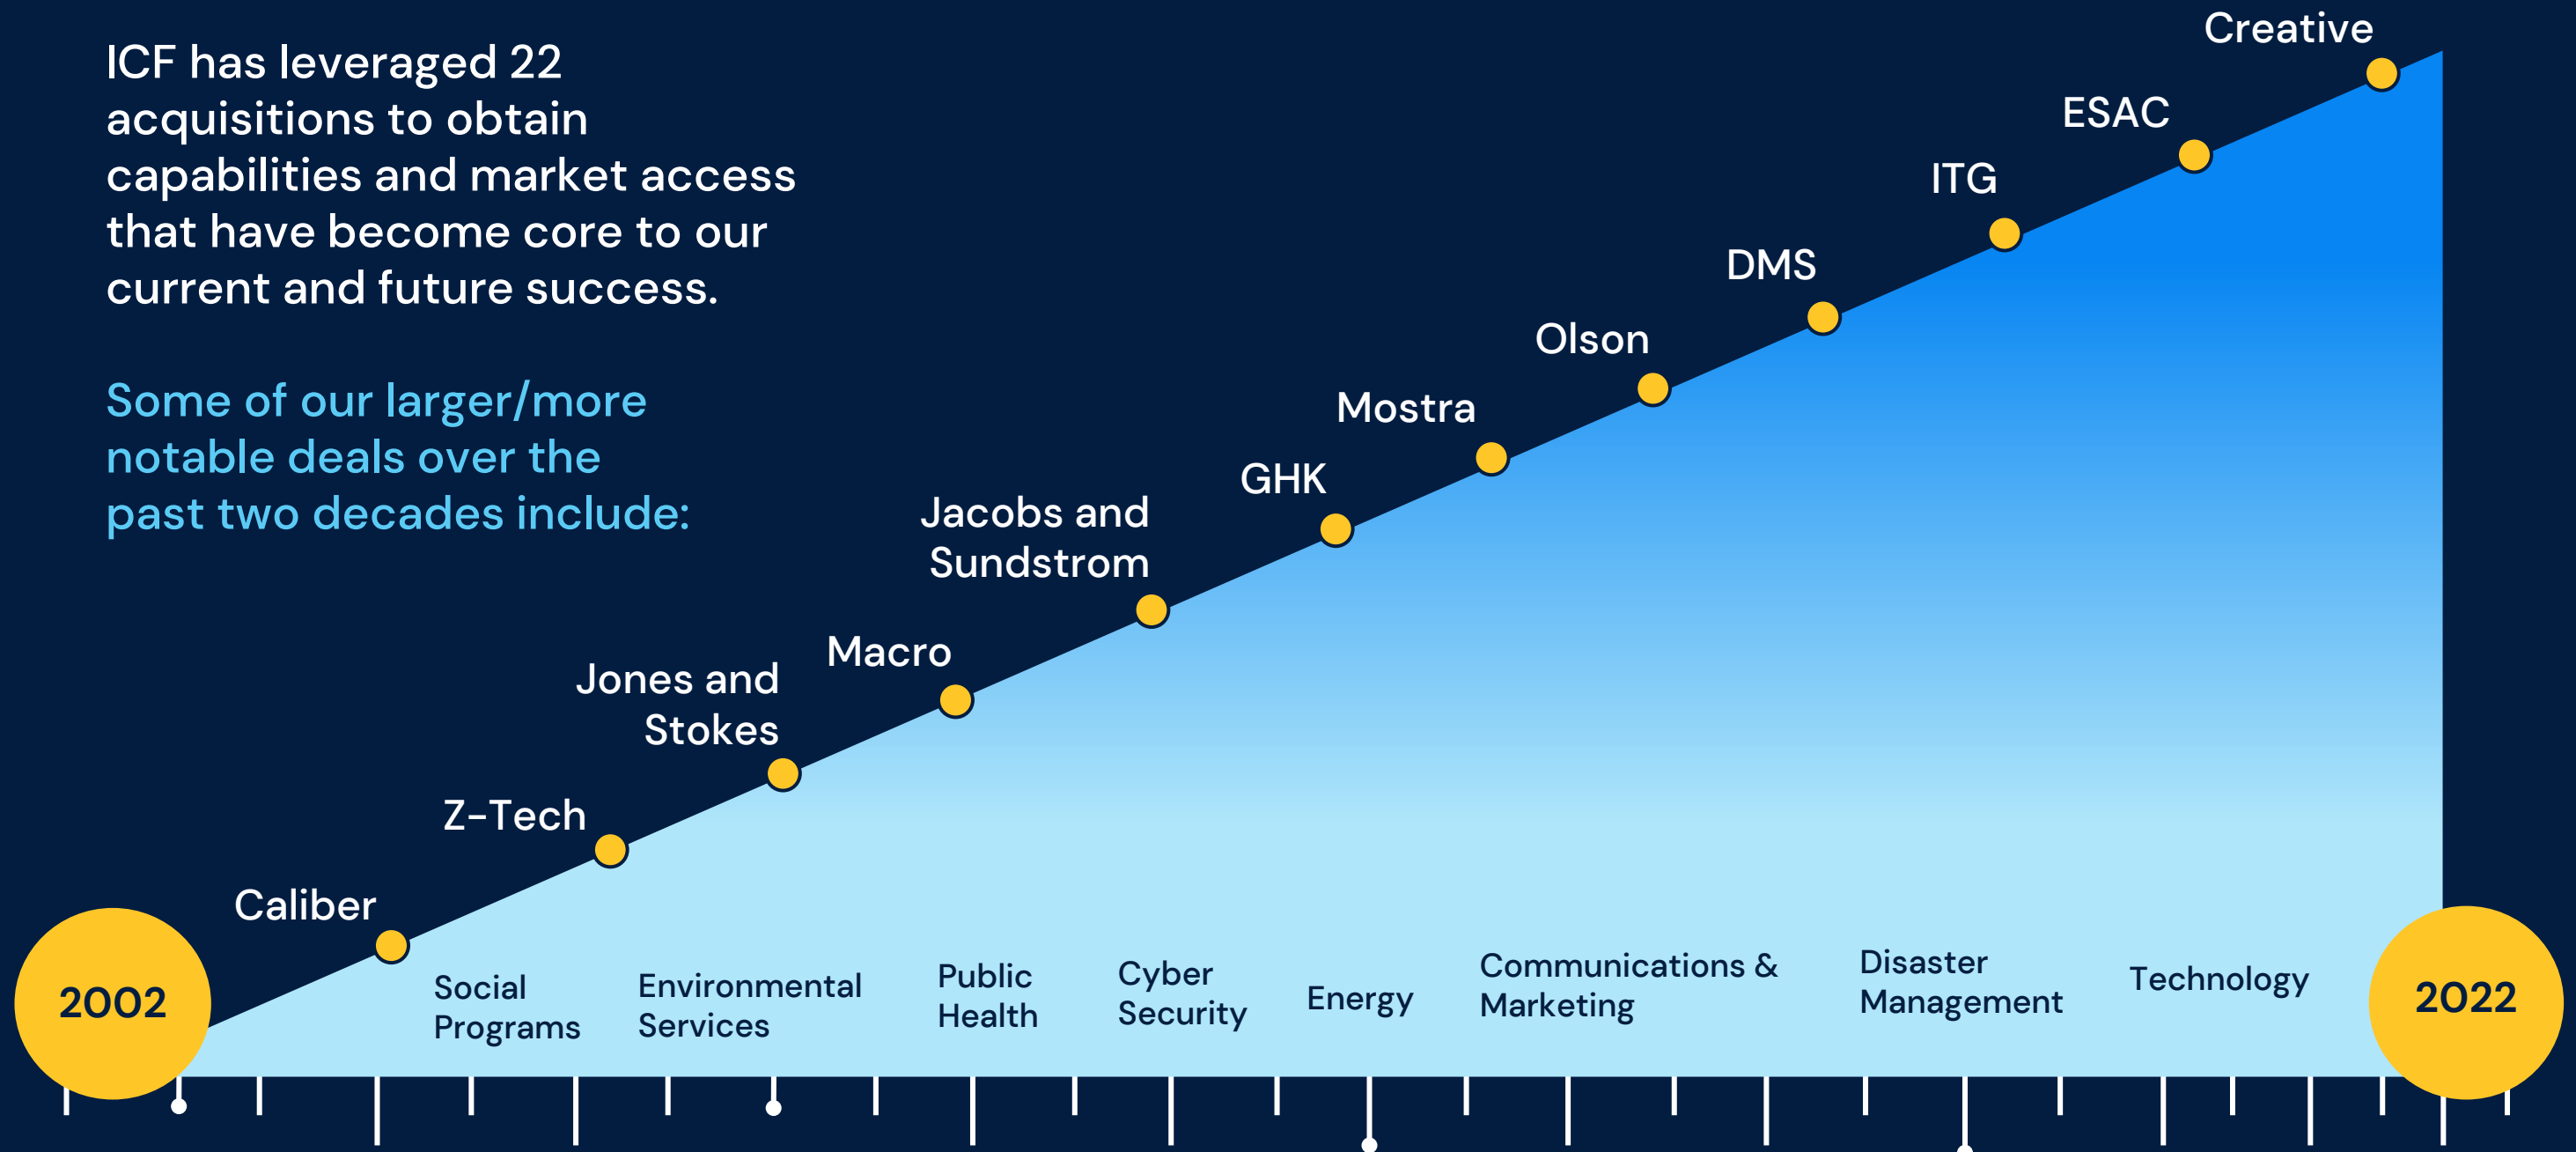 ICF has leveraged 22
acquisitions to obtain
capabilities and market access
that have become core to our
current and future success.
Some of our larger/more
notable deals over the
past two decades include:
Creative
ESAC
ITG
DMS
Olson
Mostra
GHK
Jacobs and
Sundstrom
Macro
Jones and
Stokes
Z-Tech
Caliber
2002
Social
Programs
Environmental
Services
Public
Health
Cyber
Security
Energy
Communications &
Marketing
Disaster
Management
Technology
2022